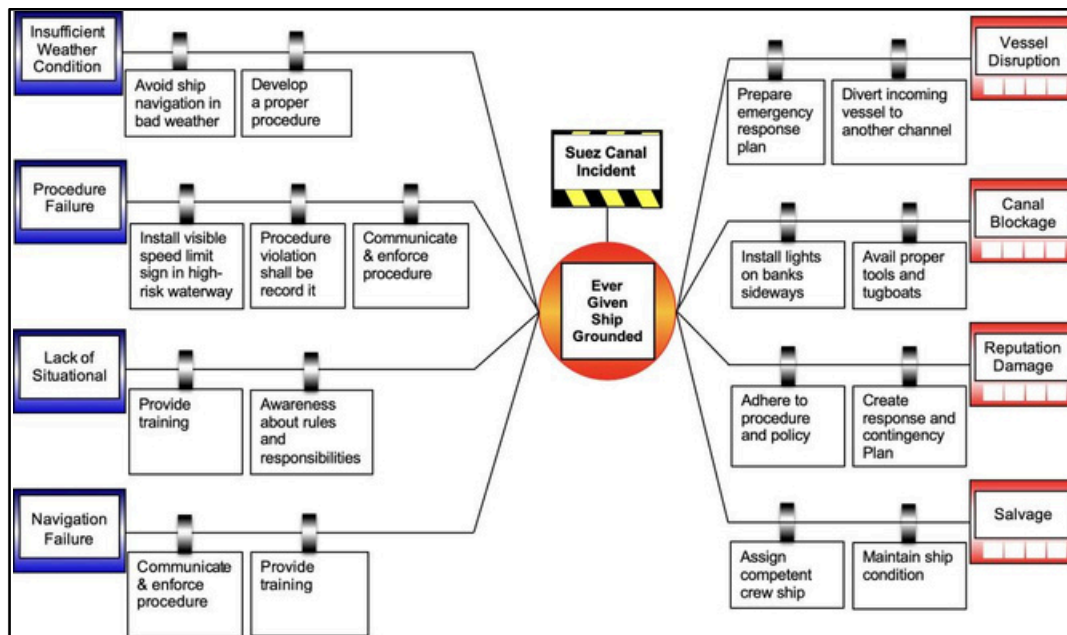 Insufficient
Weather
Condition
Avoid ship
navigation in
bad weather
Develop
a proper
procedure
Procedure
Failure
Install visible
speed limit
sign in high-
risk waterway
Procedure
violation
shall be
record it
Communicate
& enforce
procedure
Lack of
Situational
Provide
training
Awareness
about rules
and
responsibilities
Navigation
Failure
Communicate
& enforce
procedure
Provide
training
Suez Canal
Incident
Ever
Given
Ship
Grounded
Prepare
emergency
response
plan
Divert incoming
vessel to
another channel
Vessel
Disruption
Install lights
on banks
sideways
Avail proper
tools and
tugboats
Canal
Blockage
Adhere to
procedure
and policy
Create
response and
contingency
Plan
Reputation
Damage
Assign
competent
crew ship
Maintain ship
condition
Salvage